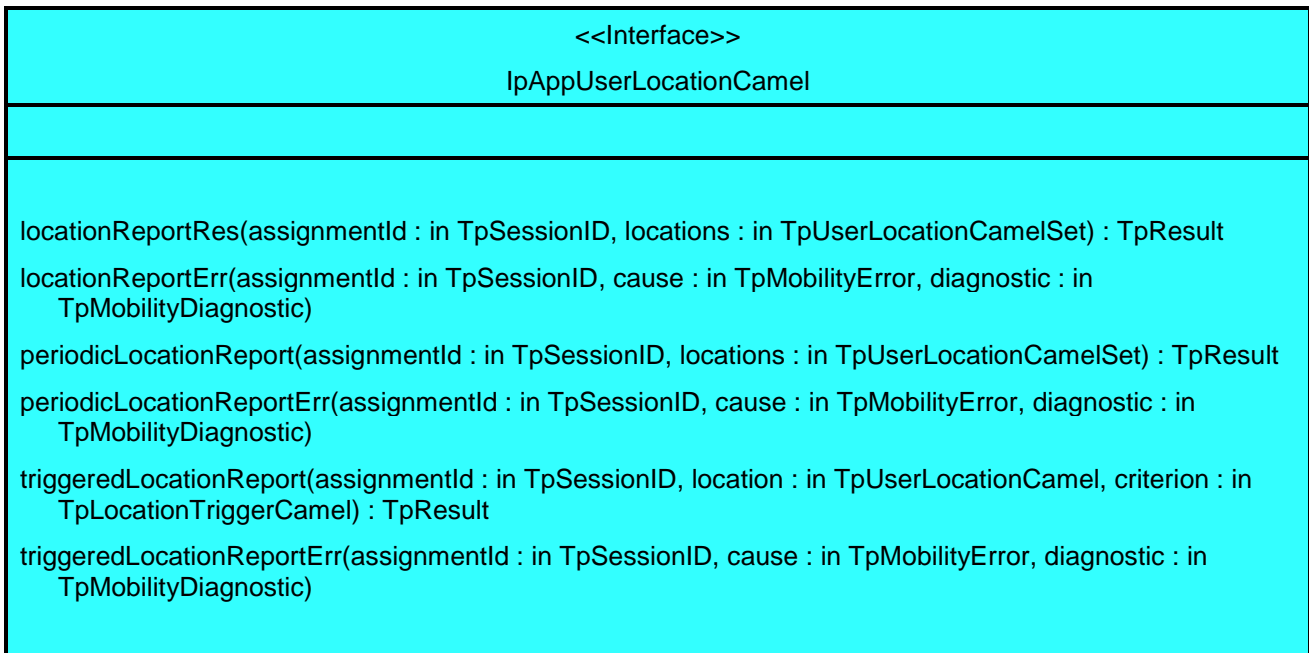 <<Interface>>
IpAppUserLocationCamel
locationReportRes(assignmentId : in TpSessionID, locations : in TpUserLocationCamelSet) : TpResult
locationReportErr(assignmentId : in TpSessionID, cause : in TpMobilityError, diagnostic : in
TpMobilityDiagnostic)
periodicLocationReport(assignmentId : in TpSessionID, locations : in TpUserLocationCamelSet) : TpResult
periodicLocationReportErr(assignmentId : in TpSessionID, cause : in TpMobilityError, diagnostic : in
TpMobilityDiagnostic)
triggeredLocationReport(assignmentId : in TpSessionID, location : in TpUserLocationCamel, criterion : in
TpLocationTriggerCamel) : TpResult
triggeredLocationReportErr(assignmentId : in TpSessionID, cause : in TpMobilityError, diagnostic : in
TpMobilityDiagnostic)